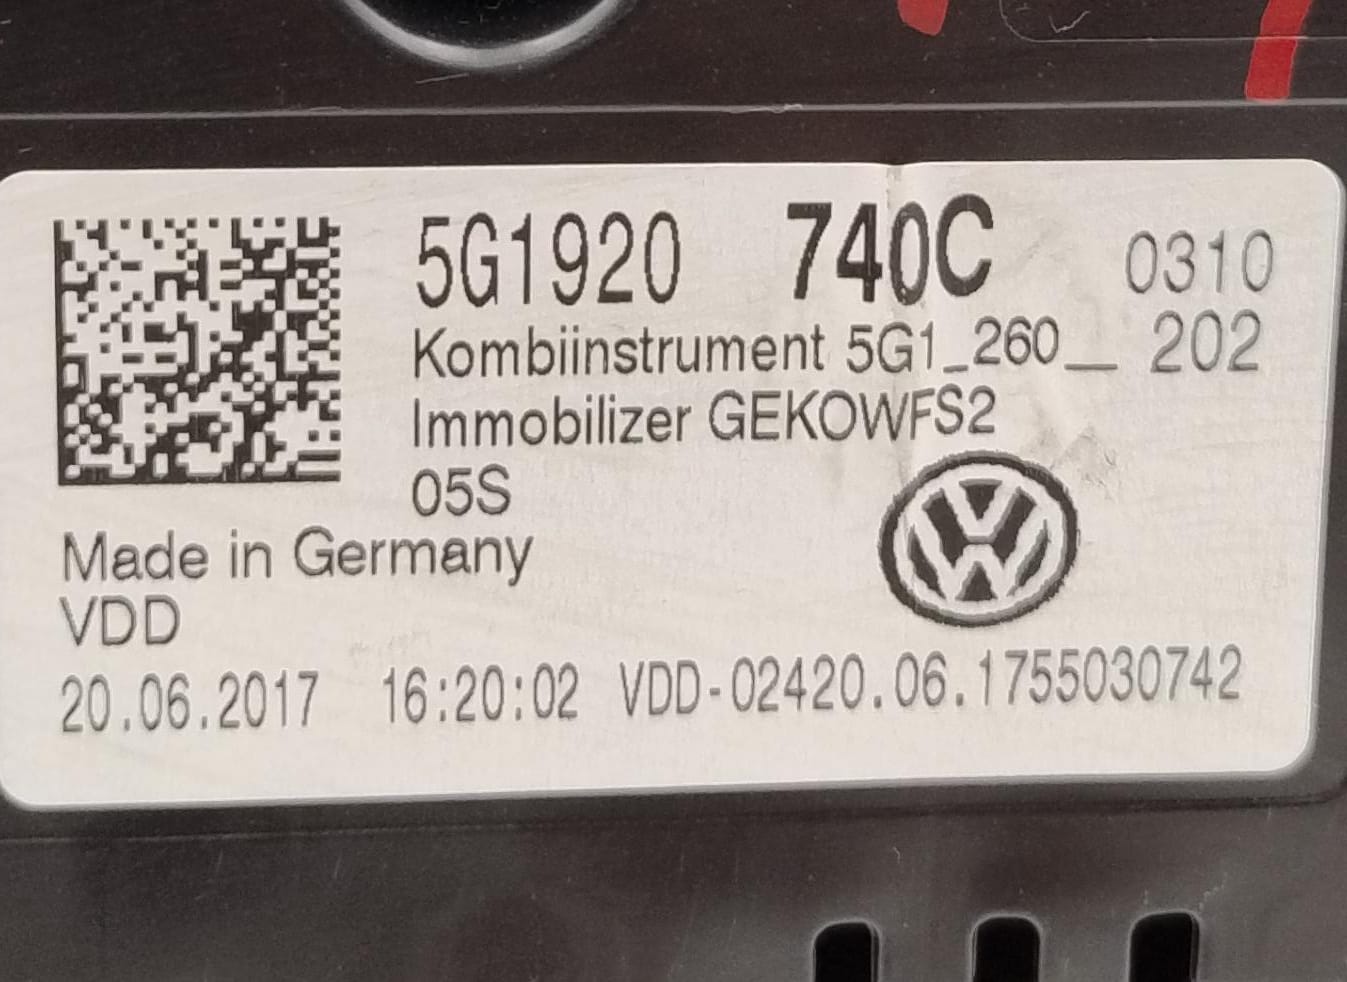 5G1920 740C 0310
Kombiinstrument 5G1_260__ 202
Immobilizer GEKOWFS2
05S
Made in Germany
VDD
20.06.2017 16:20:02 VDD-02420.06.1755030742